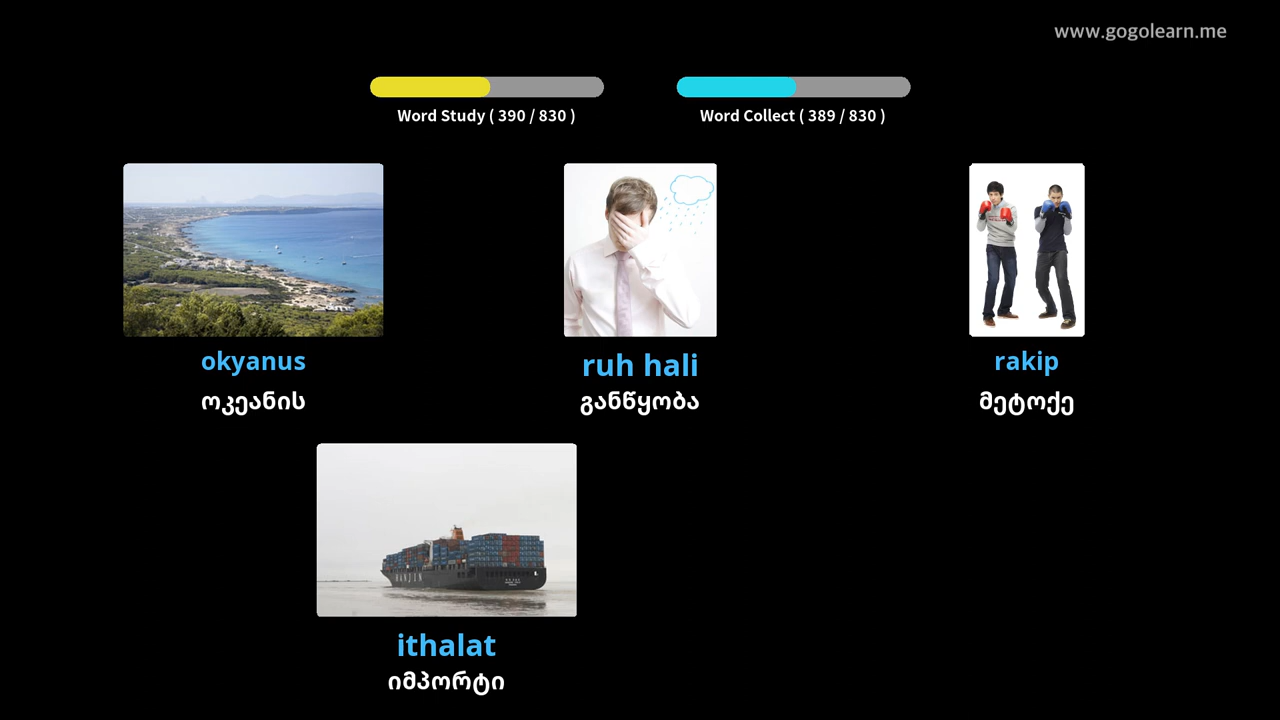 www.gogolearn.me
Word Study ( 390 / 830 )
Word Collect ( 389 / 830 )
okyanus
ოკეანის
ruh hali
განწყობა
rakip
მეტოქე
HANJIN
ithalat
იმპორტი